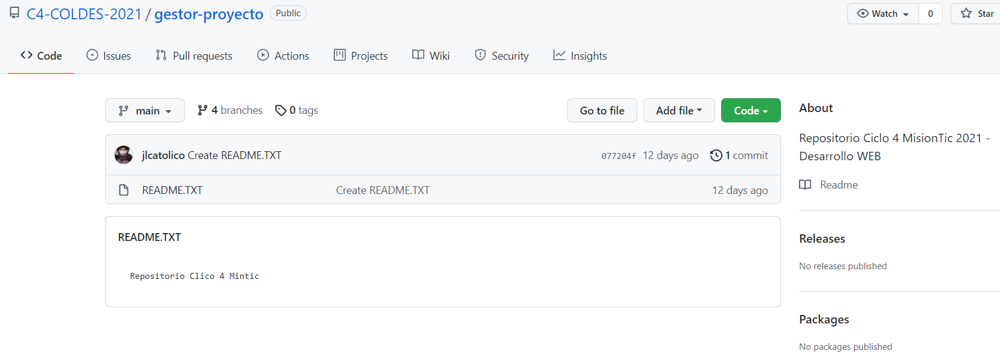 C4-COLDES-2021 / gestor-proyecto Public Watch 0 Star
Code Issues Pull requests Actions Projects Wiki Security Insights
main 4 branches 0 tags Go to file Add file Code
jlcatolico Create README.TXT 077204f 12 days ago 1 commit
README.TXT Create README.TXT 12 days ago
README.TXT
Repositorio Clico 4 Mintic
About
Repositorio Ciclo 4 MisionTic 2021 -
Desarrollo WEB
Readme
Releases
No releases published
Packages
No packages published